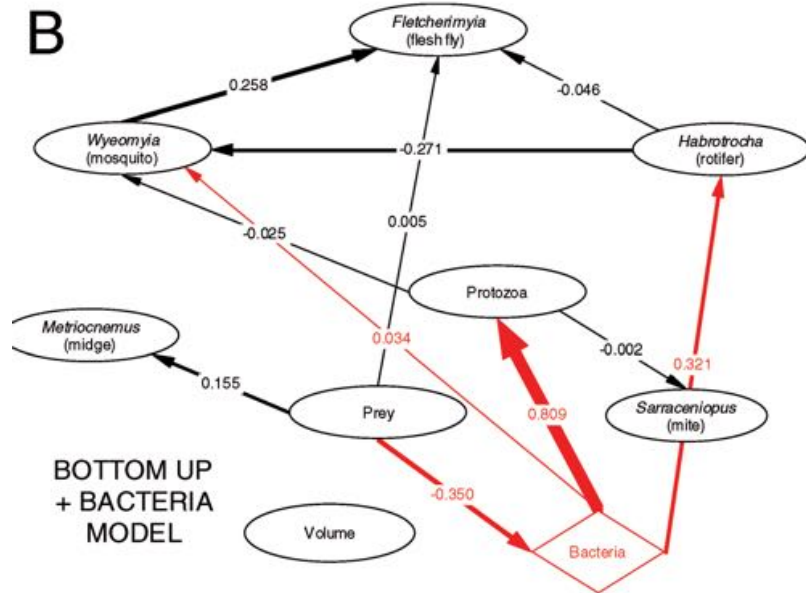 B
Fletcherimyia
(flesh fly)
0.258
-0.046
Wyeomyia
(mosquito)
-0.271
Habrotrocha
(rotifer)
0.005
-0.025
Protozoa
Metriocnemus
(midge)
0.034
-0.002
0.321
0.155
Prey
0.809
Sarraceniopus
(mite)
BOTTOM UP
+ BACTERIA
MODEL
-0.350
Volume
Bacteria